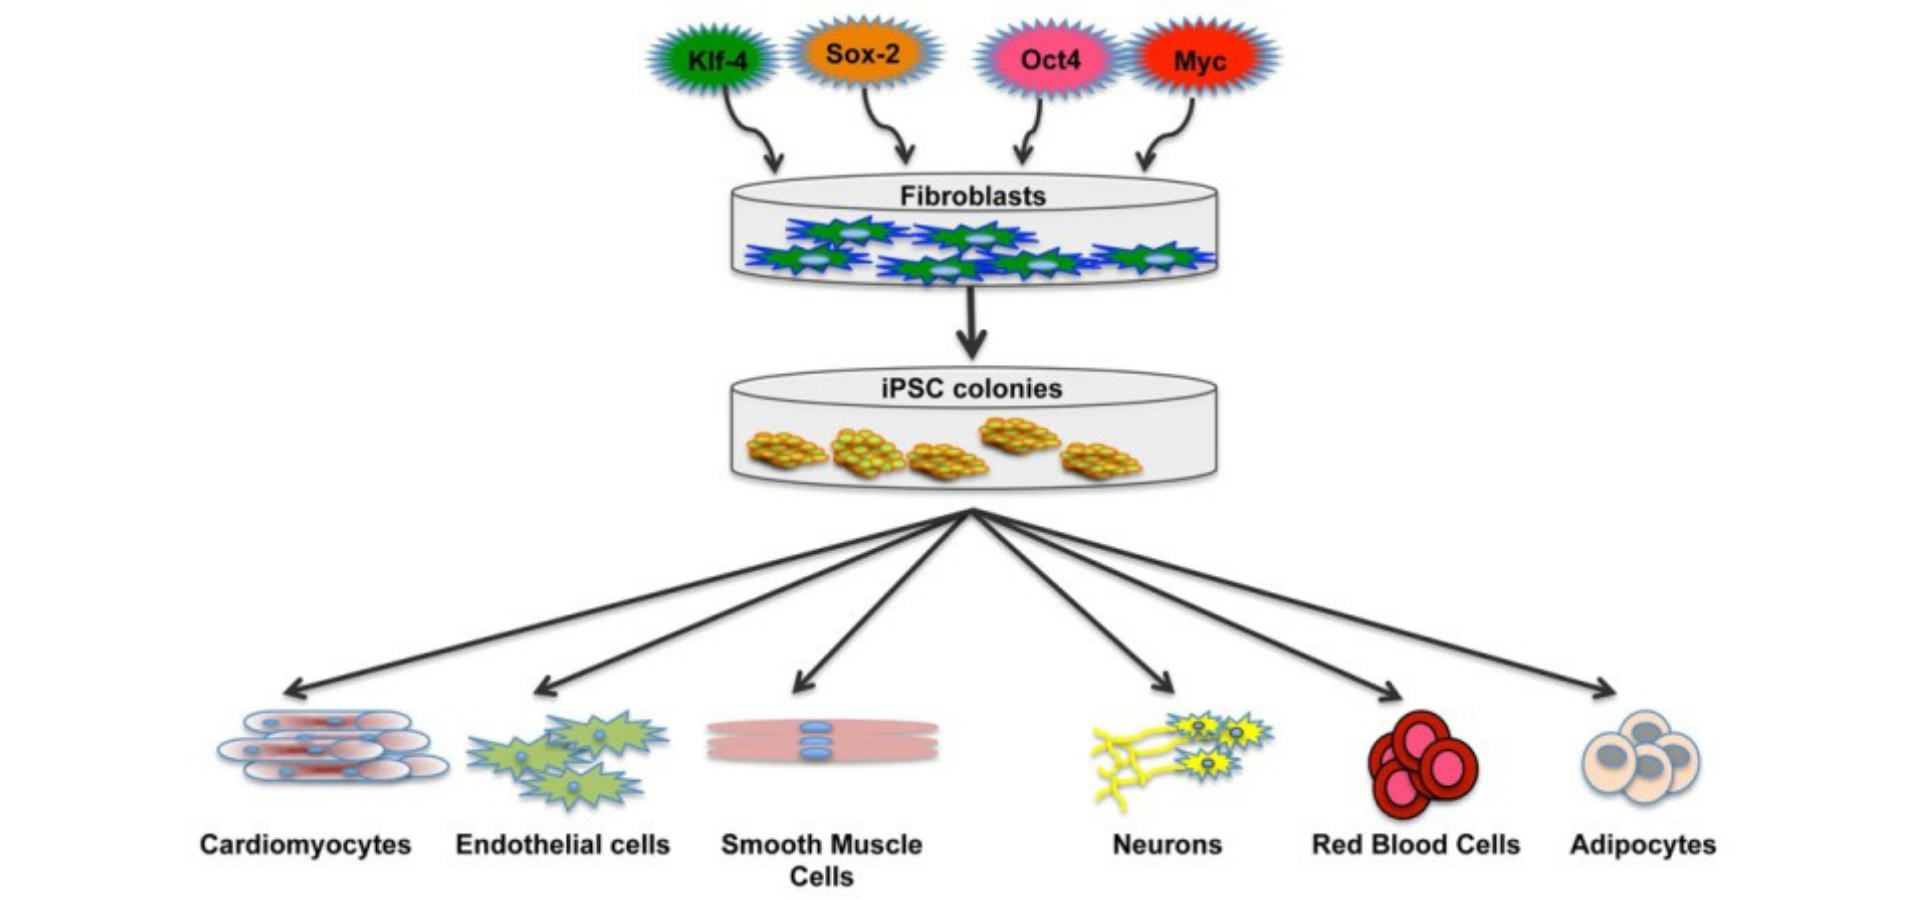 Klf-4
Sox-2
Oct4
Myc
Fibroblasts
iPSC colonies
Cardiomyocytes
Endothelial cells
Smooth Muscle
Cells
Neurons
Red Blood Cells
Adipocytes